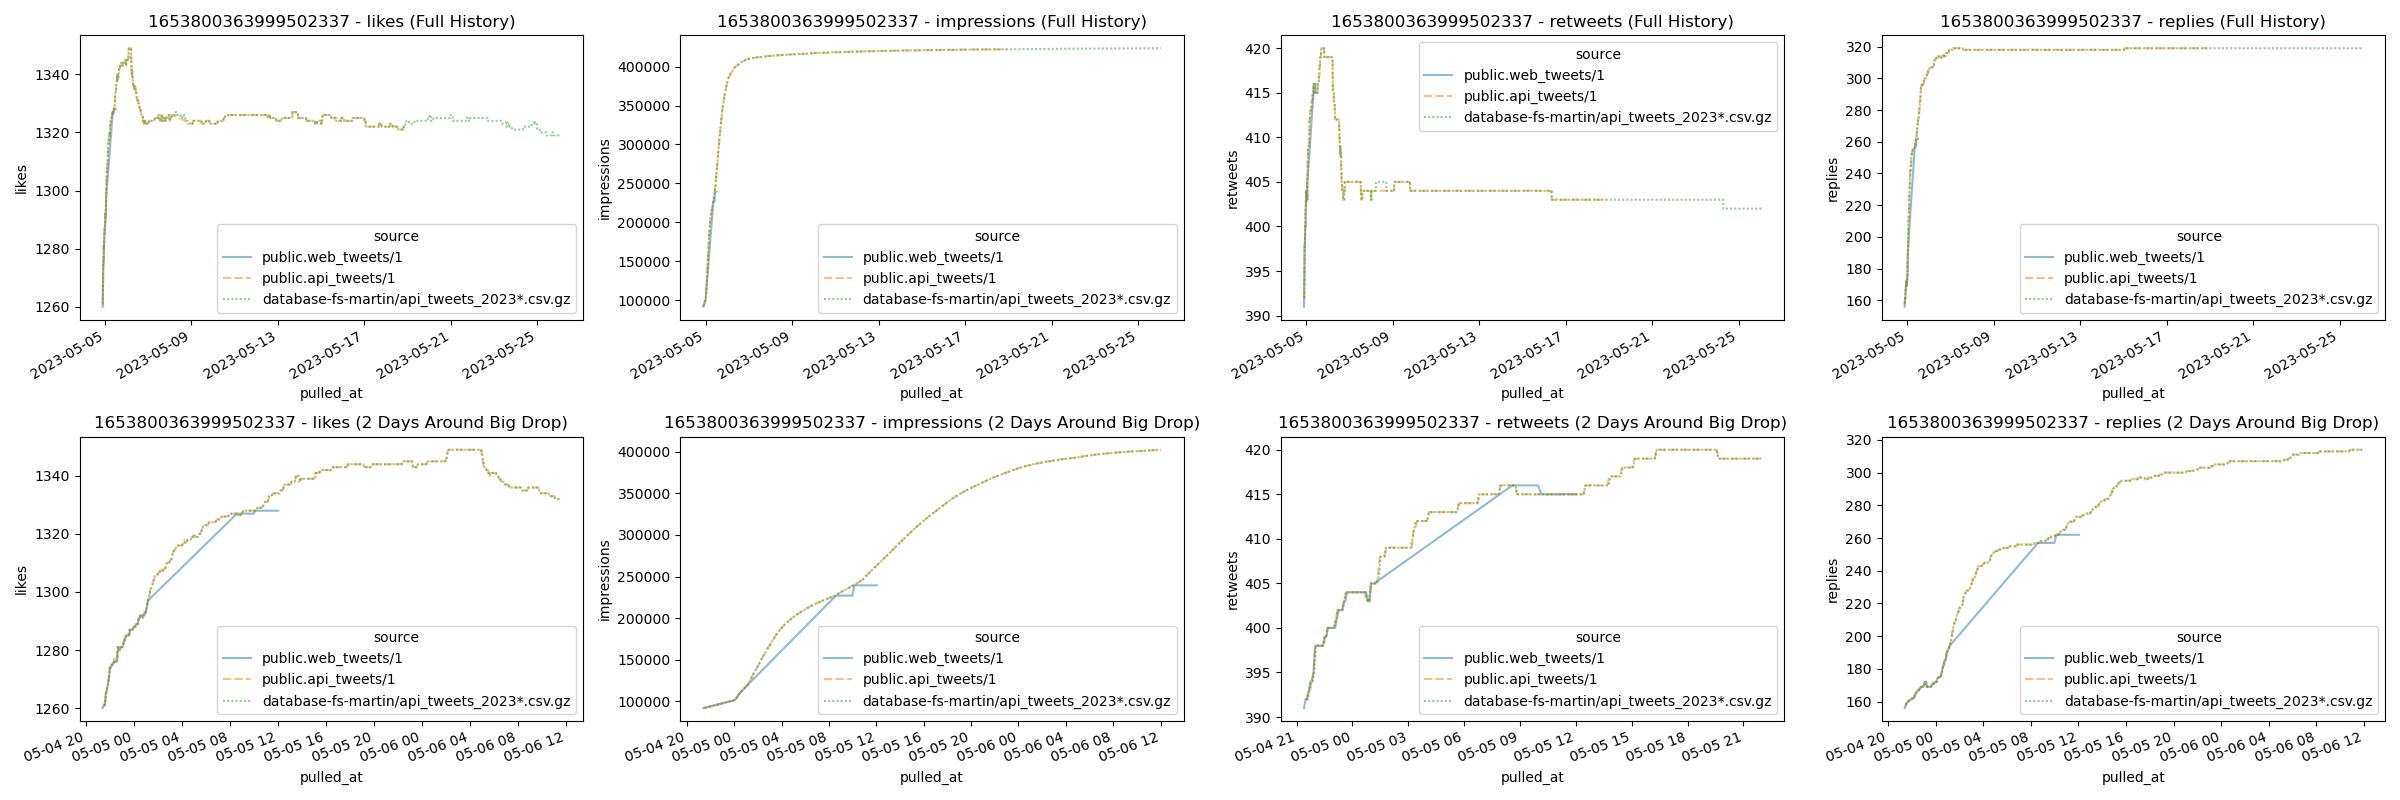 1653800363999502337 - likes (Full History)
likes
1340
1320
1300
1280
1260
source
public.web_tweets/1
public.api_tweets/1
database-fs-martin/api_tweets_2023*.csv.gz
2023-05-05
2023-05-09
2023-05-13
2023-05-17
2023-05-21
2023-05-25
pulled_at
1653800363999502337 - impressions (Full History)
impressions
400000
350000
300000
250000
200000
150000
100000
source
public.web_tweets/1
public.api_tweets/1
database-fs-martin/api_tweets_2023*.csv.gz
2023-05-05
2023-05-09
2023-05-13
2023-05-17
2023-05-21
2023-05-25
pulled_at
1653800363999502337 - retweets (Full History)
retweets
420
415
410
405
400
395
390
source
public.web_tweets/1
public.api_tweets/1
database-fs-martin/api_tweets_2023*.csv.gz
2023-05-05
2023-05-09
2023-05-13
2023-05-17
2023-05-21
2023-05-25
pulled_at
1653800363999502337 - replies (Full History)
replies
320
300
280
260
240
220
200
180
160
source
public.web_tweets/1
public.api_tweets/1
database-fs-martin/api_tweets_2023*.csv.gz
2023-05-05
2023-05-09
2023-05-13
2023-05-17
2023-05-21
2023-05-25
pulled_at
1653800363999502337 - likes (2 Days Around Big Drop)
likes
1340
1320
1300
1280
1260
source
public.web_tweets/1
public.api_tweets/1
database-fs-martin/api_tweets_2023*.csv.gz
05-04 20
05-05 00
05-05 04
05-05 08
05-05 12
05-05 16
05-05 20
05-06 00
05-06 04
05-06 08
05-06 12
pulled_at
1653800363999502337 - impressions (2 Days Around Big Drop)
impressions
400000
350000
300000
250000
200000
150000
100000
source
public.web_tweets/1
public.api_tweets/1
database-fs-martin/api_tweets_2023*.csv.gz
05-04 20
05-05 00
05-05 04
05-05 08
05-05 12
05-05 16
05-05 20
05-06 00
05-06 04
05-06 08
05-06 12
pulled_at
1653800363999502337 - retweets (2 Days Around Big Drop)
retweets
420
415
410
405
400
395
390
source
public.web_tweets/1
public.api_tweets/1
database-fs-martin/api_tweets_2023*.csv.gz
05-04 21
05-05 00
05-05 03
05-05 06
05-05 09
05-05 12
05-05 15
05-05 18
05-05 21
pulled_at
1653800363999502337 - replies (2 Days Around Big Drop)
replies
320
300
280
260
240
220
200
180
160
source
public.web_tweets/1
public.api_tweets/1
database-fs-martin/api_tweets_2023*.csv.gz
05-04 20
05-05 00
05-05 04
05-05 08
05-05 12
05-05 16
05-05 20
05-06 00
05-06 04
05-06 08
05-06 12
pulled_at